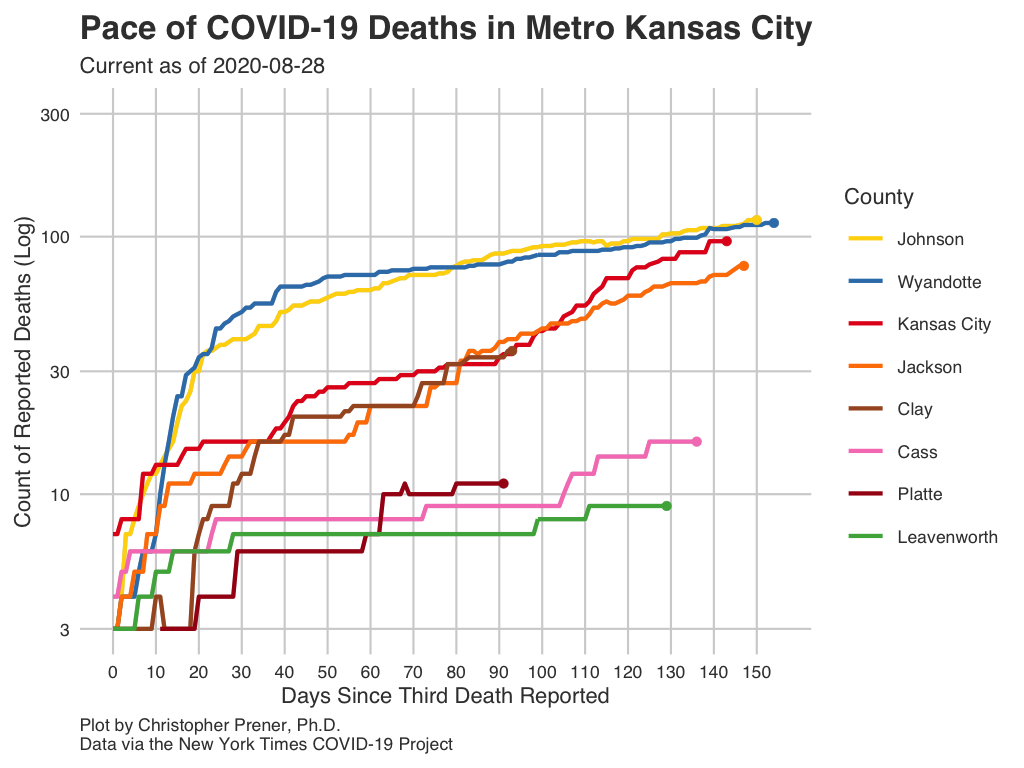 Pace of COVID-19 Deaths in Metro Kansas City
Current as of 2020-08-28
Count of Reported Deaths (Log)
300
100
30
10
3
0 10 20 30 40 50 60 70 80 90 100 110 120 130 140 150
Days Since Third Death Reported
County
Johnson
Wyandotte
Kansas City
Jackson
Clay
Cass
Platte
Leavenworth
Plot by Christopher Prener, Ph.D.
Data via the New York Times COVID-19 Project